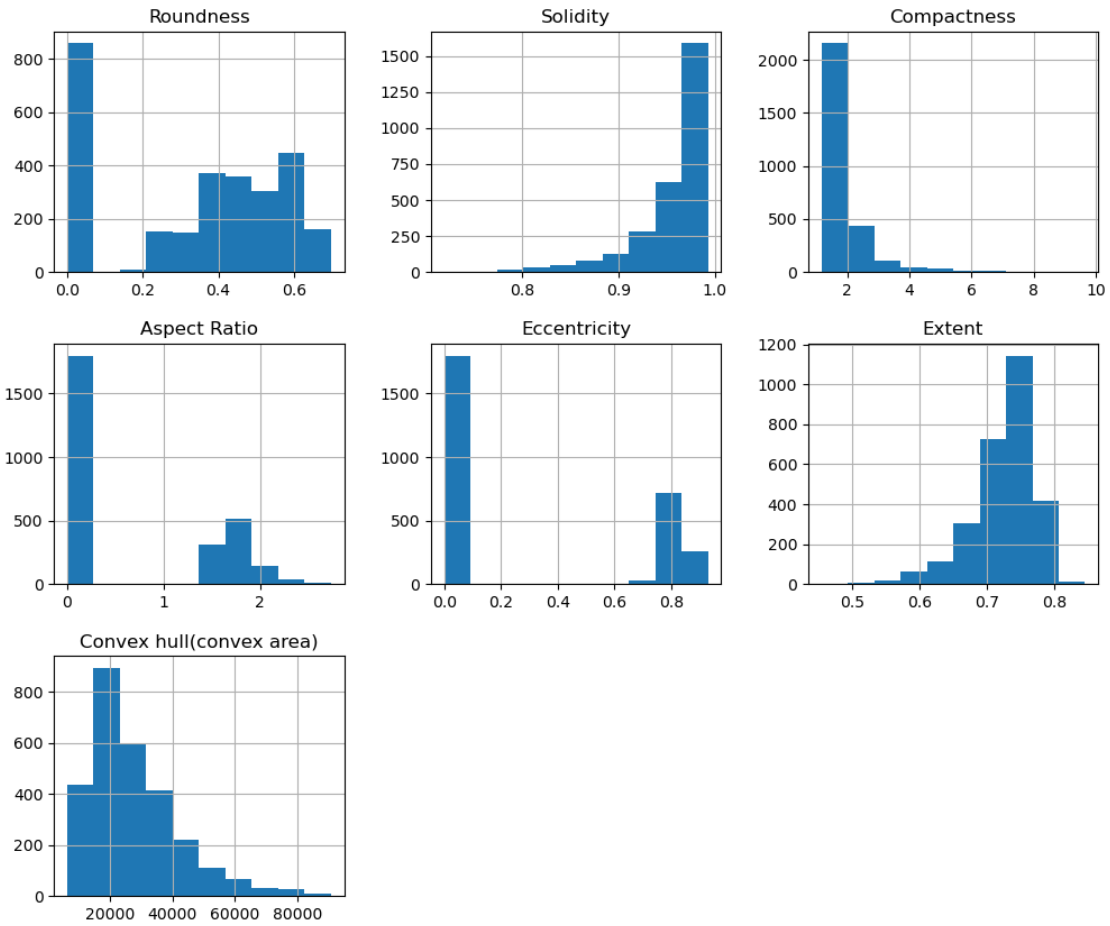 Roundness
800
600
400
200
0
0.0 0.2 0.4 0.6
Solidity
1500
1250
1000
750
500
250
0
0.8 0.9 1.0
Compactness
2000
1500
1000
500
0
2 4 6 8 10
Aspect Ratio
1500
1000
500
0
0 1 2
Eccentricity
1500
1000
500
0
0.0 0.2 0.4 0.6 0.8
Extent
1200
1000
800
600
400
200
0
0.5 0.6 0.7 0.8
Convex hull(convex area)
800
600
400
200
0
20000 40000 60000 80000